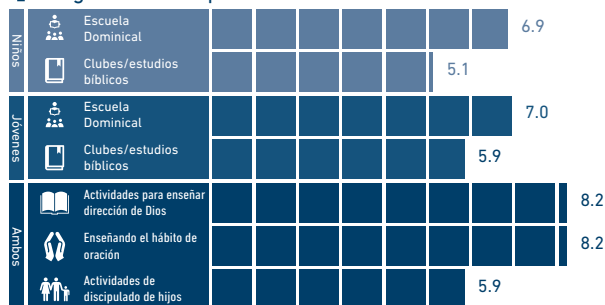 Niños
Escuela
Dominical
6.9
Clubes/estudios
bíblicos
5.1
Jóvenes
Escuela
Dominical
7.0
Clubes/estudios
bíblicos
5.9
Ambos
Actividades para enseñar
dirección de Dios
8.2
Enseñando el hábito de
oración
8.2
Actividades de
discipulado de hijos
5.9